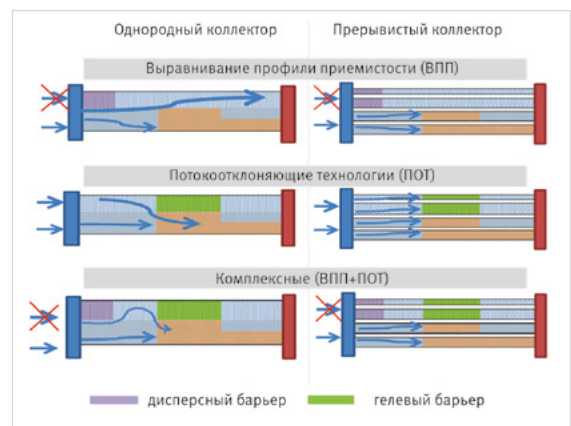 Однородный коллектор
Прерывистый коллектор
Выравнивание профили приемистости (ВПП)
Потокоотклоняющие технологии (ПОТ)
Комплексные (ВПП+ПОТ)
дисперсный барьер
гелевый барьер